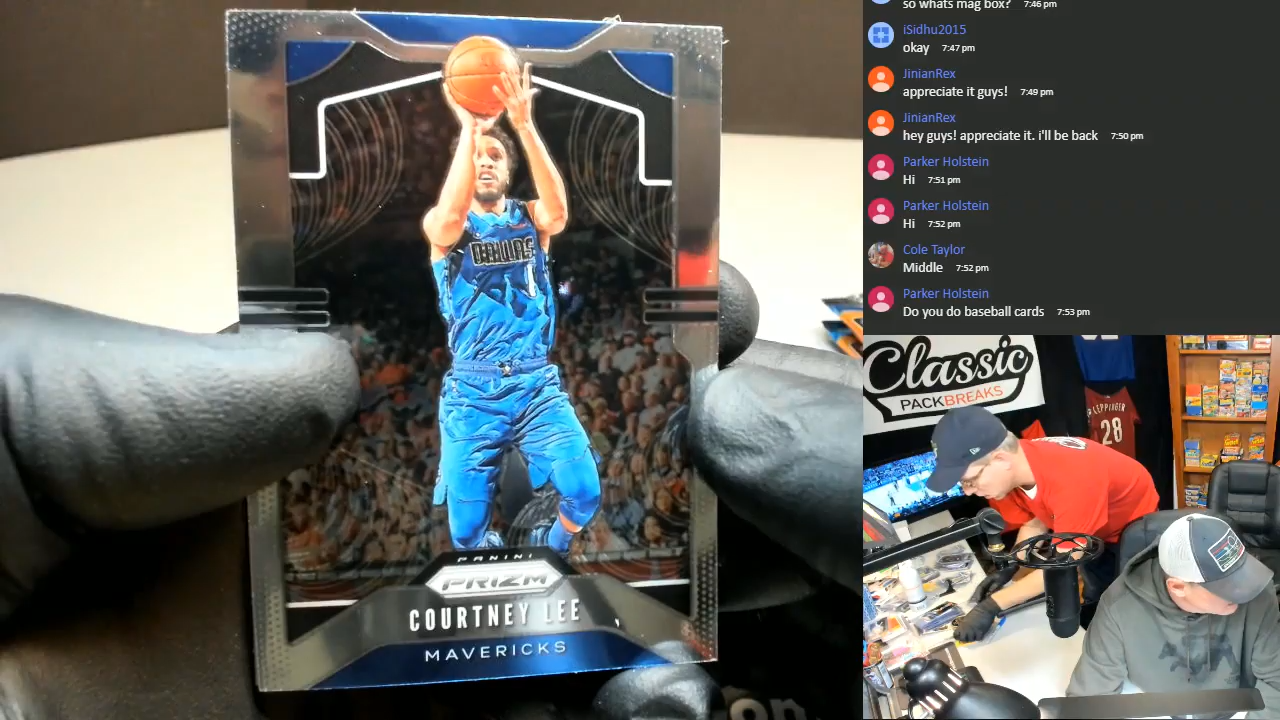 so whats mag box? 7:46 pm
iSidhu2015
okay 7:47 pm
JinianRex
appreciate it guys! 7:49 pm
JinianRex
hey guys! appreciate it. i'll be back 7:50 pm
Parker Holstein
Hi 7:51 pm
Parker Holstein
Hi 7:52 pm
Cole Taylor
Middle 7:52 pm
Parker Holstein
Do you do baseball cards 7:53 pm
DALLAS
1
PANINI
PRIZM
COURTNEY LEE
MAVERICKS
Classic
PACKBREAKS
28